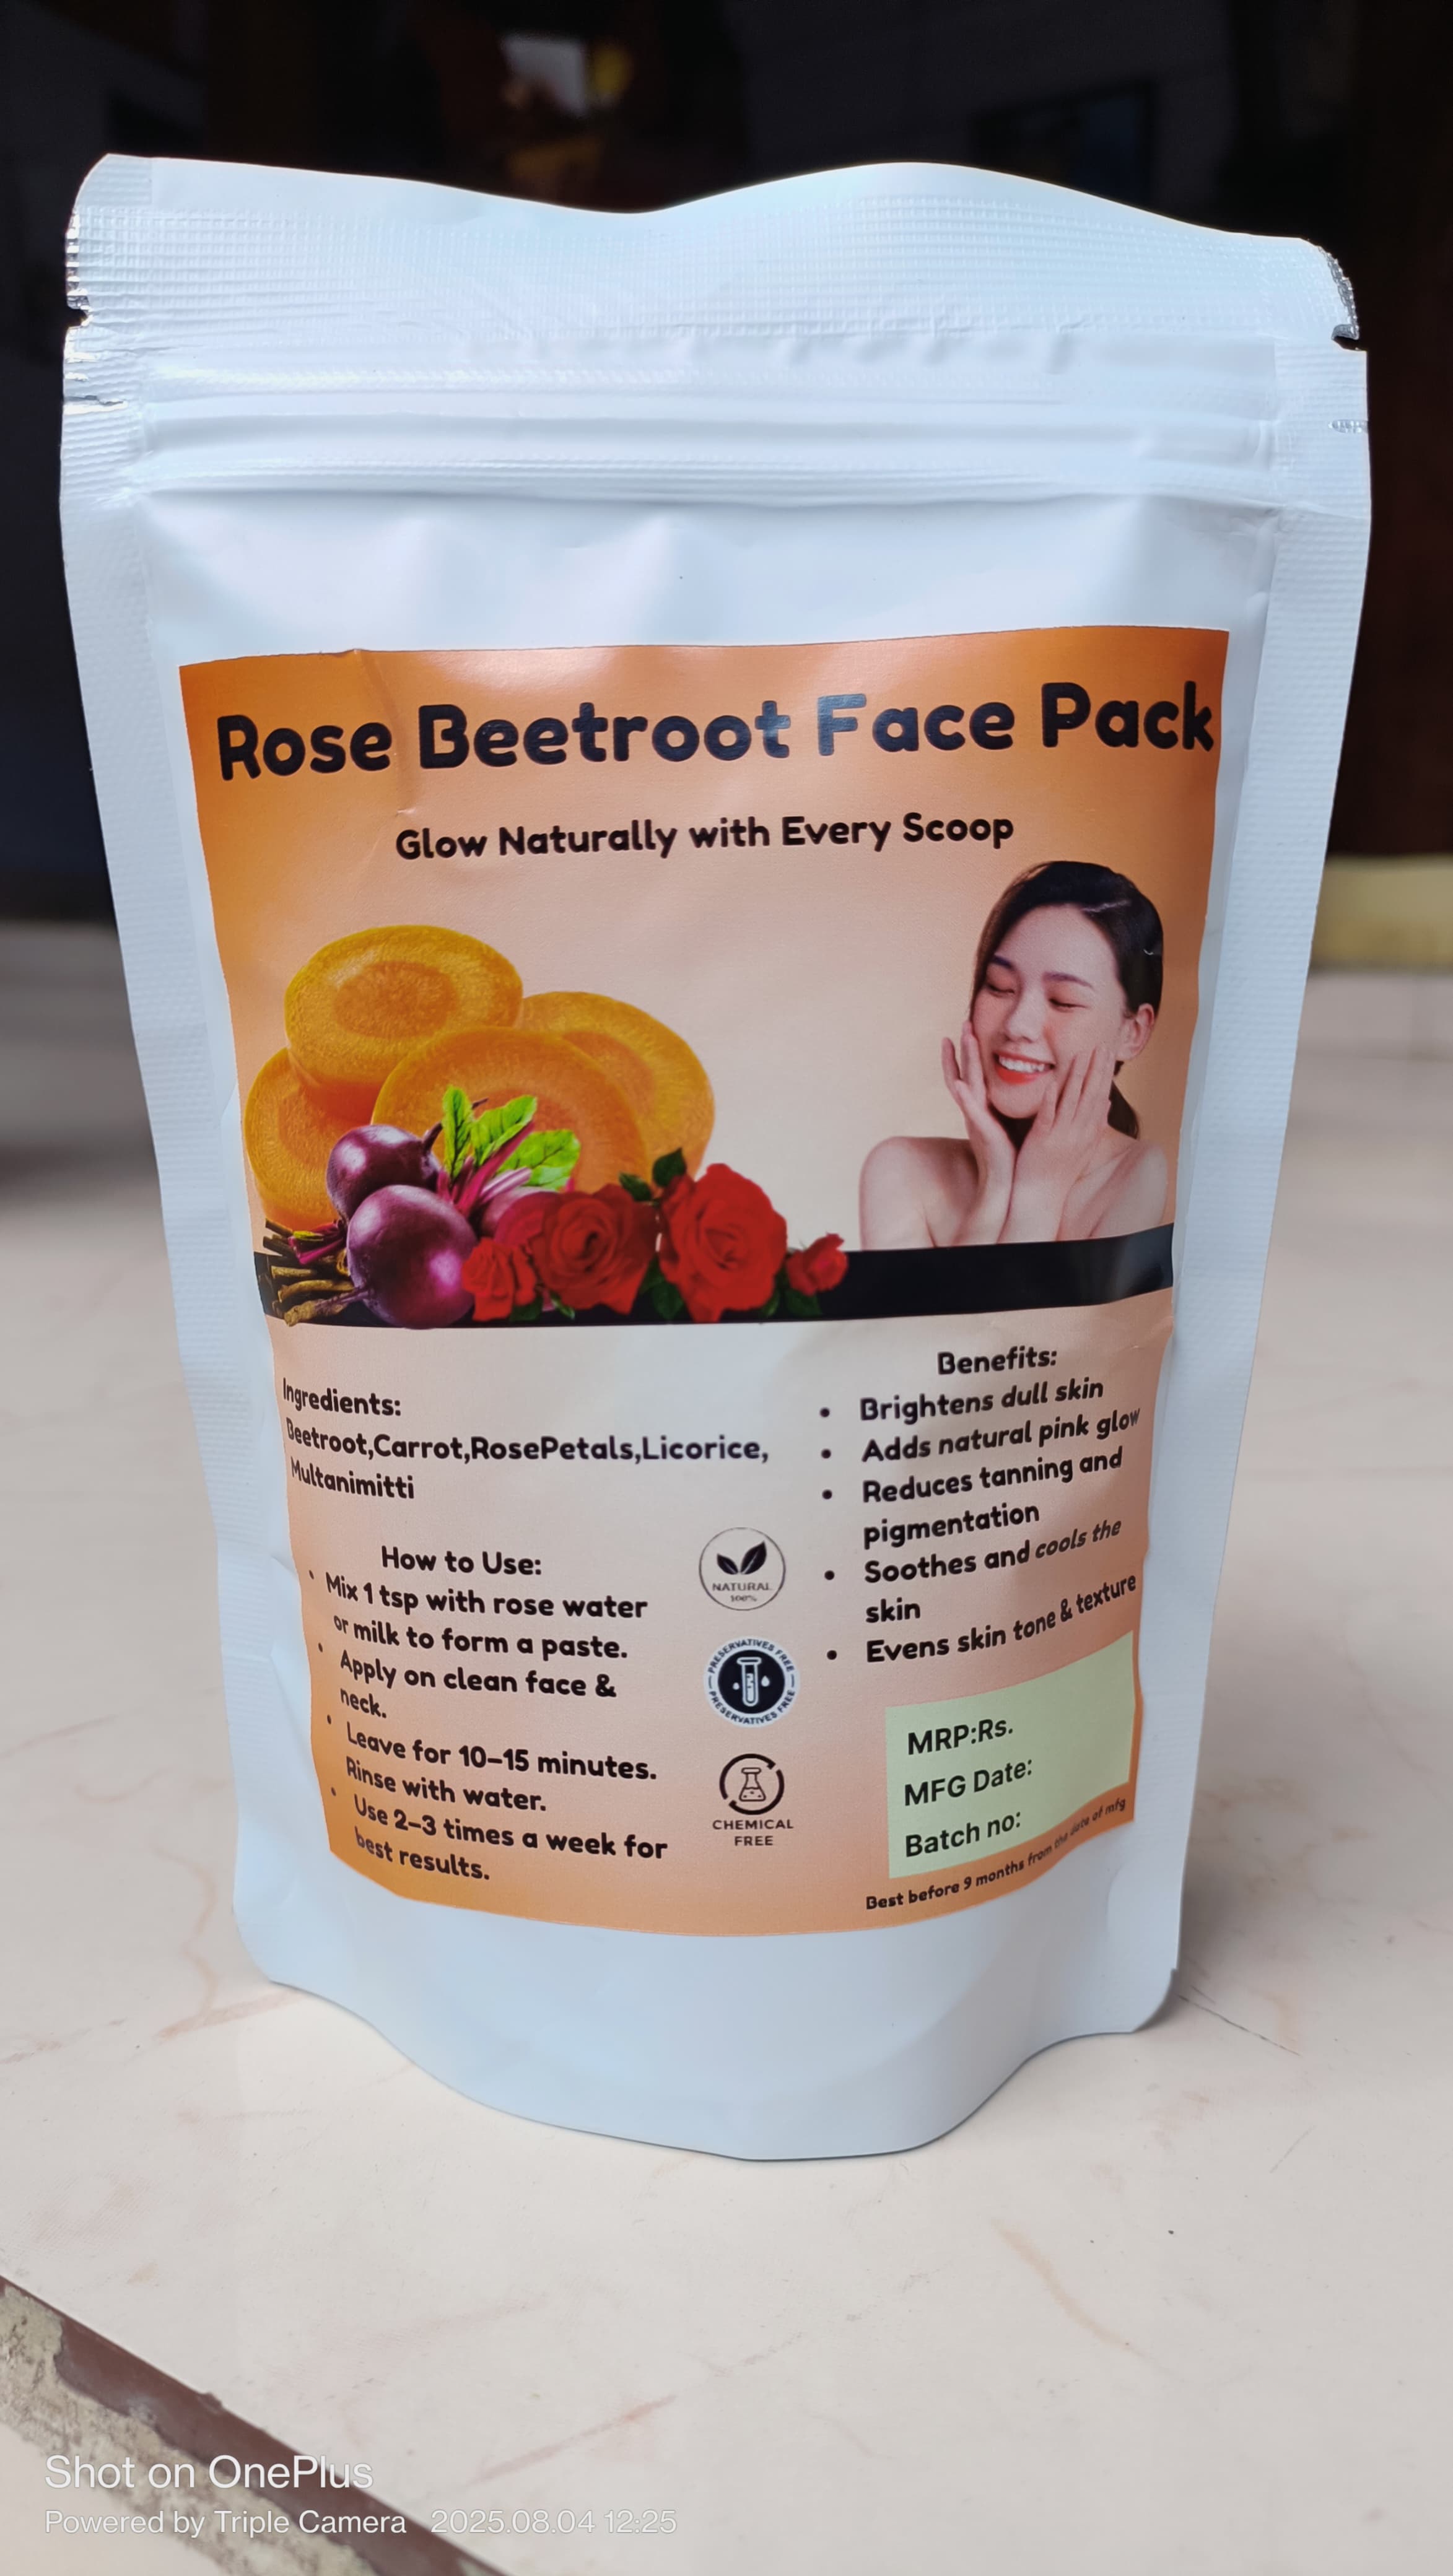 Rose Beetroot Face Pack
Glow Naturally with Every Scoop
Ingredients:
Beetroot,Carrot,RosePetals,Licorice,
Multanimitti
How to Use:
• Mix 1 tsp with rose water
or milk to form a paste.
• Apply on clean face &
neck.
• Leave for 10–15 minutes.
Rinse with water.
• Use 2–3 times a week for
best results.
NATURAL
100%
PRESERVATIVES FREE
PRESERVATIVES FREE
CHEMICAL
FREE
Benefits:
• Brightens dull skin
• Adds natural pink glow
• Reduces tanning and
pigmentation
• Soothes and cools the
skin
• Evens skin tone & texture
MRP:Rs.
MFG Date:
Batch no:
Best before 9 months from the date of mfg
Shot on OnePlus
Powered by Triple Camera 2025.08.04 12:25